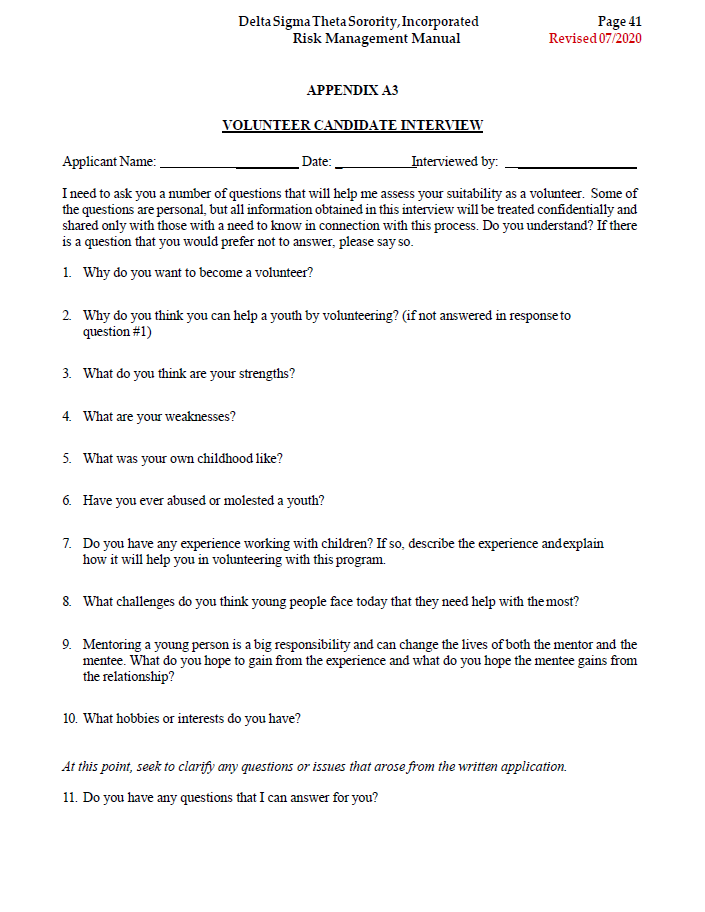 Delta Sigma Theta Sorority, Incorporated Page 41
Risk Management Manual Revised 07/2020
APPENDIX A3
VOLUNTEER CANDIDATE INTERVIEW
Applicant Name: ____________________ Date: ____________Interviewed by: ____________________
I need to ask you a number of questions that will help me assess your suitability as a volunteer. Some of
the questions are personal, but all information obtained in this interview will be treated confidentially and
shared only with those with a need to know in connection with this process. Do you understand? If there
is a question that you would prefer not to answer, please say so.
1. Why do you want to become a volunteer?
2. Why do you think you can help a youth by volunteering? (if not answered in response to
question #1)
3. What do you think are your strengths?
4. What are your weaknesses?
5. What was your own childhood like?
6. Have you ever abused or molested a youth?
7. Do you have any experience working with children? If so, describe the experience and explain
how it will help you in volunteering with this program.
8. What challenges do you think young people face today that they need help with the most?
9. Mentoring a young person is a big responsibility and can change the lives of both the mentor and the
mentee. What do you hope to gain from the experience and what do you hope the mentee gains from
the relationship?
10. What hobbies or interests do you have?
At this point, seek to clarify any questions or issues that arose from the written application.
11. Do you have any questions that I can answer for you?